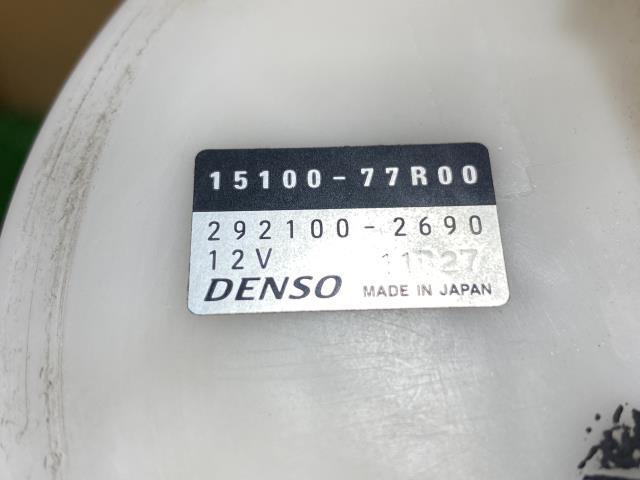 15100-77R00
292100-2690
12V
DENSO MADE IN JAPAN